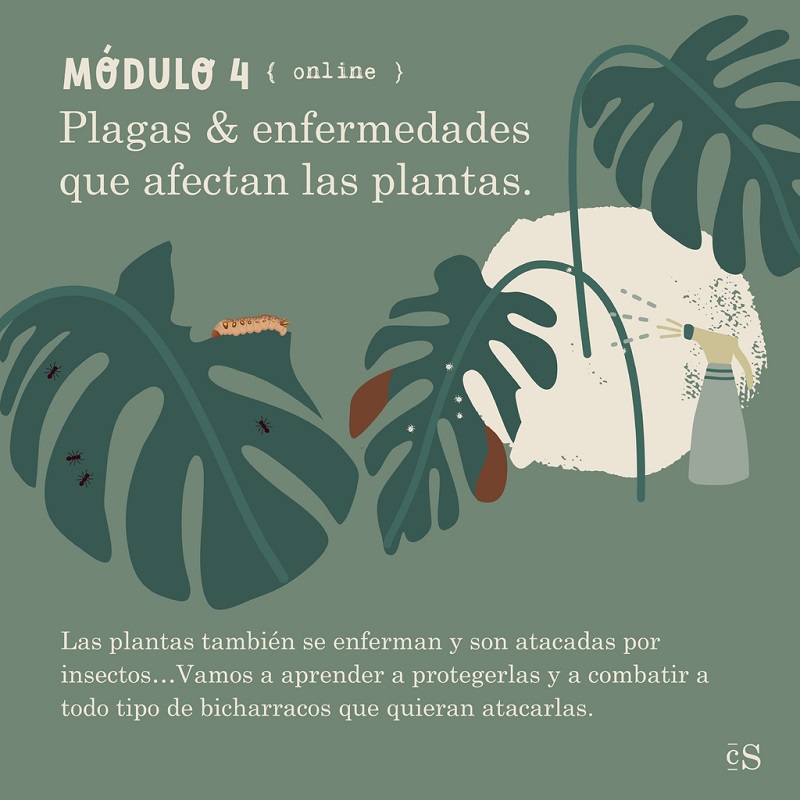 MÓDULO 4 { online }
Plagas & enfermedades
que afectan las plantas.
Las plantas también se enferman y son atacadas por
insectos...Vamos a aprender a protegerlas y a combatir a
todo tipo de bicharracos que quieran atacarlas.
cS